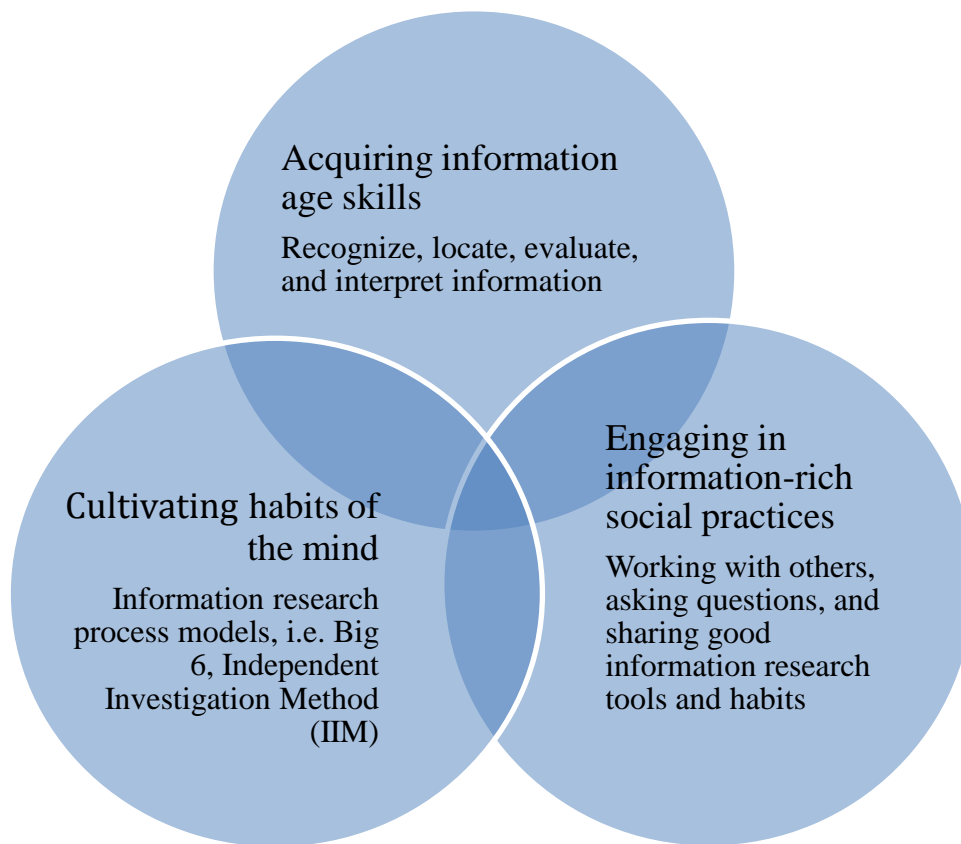 Acquiring information
age skills
Recognize, locate, evaluate,
and interpret information
Cultivating habits of
the mind
Information research
process models, i.e. Big
6, Independent
Investigation Method
(IIM)
Engaging in
information-rich
social practices
Working with others,
asking questions, and
sharing good
information research
tools and habits